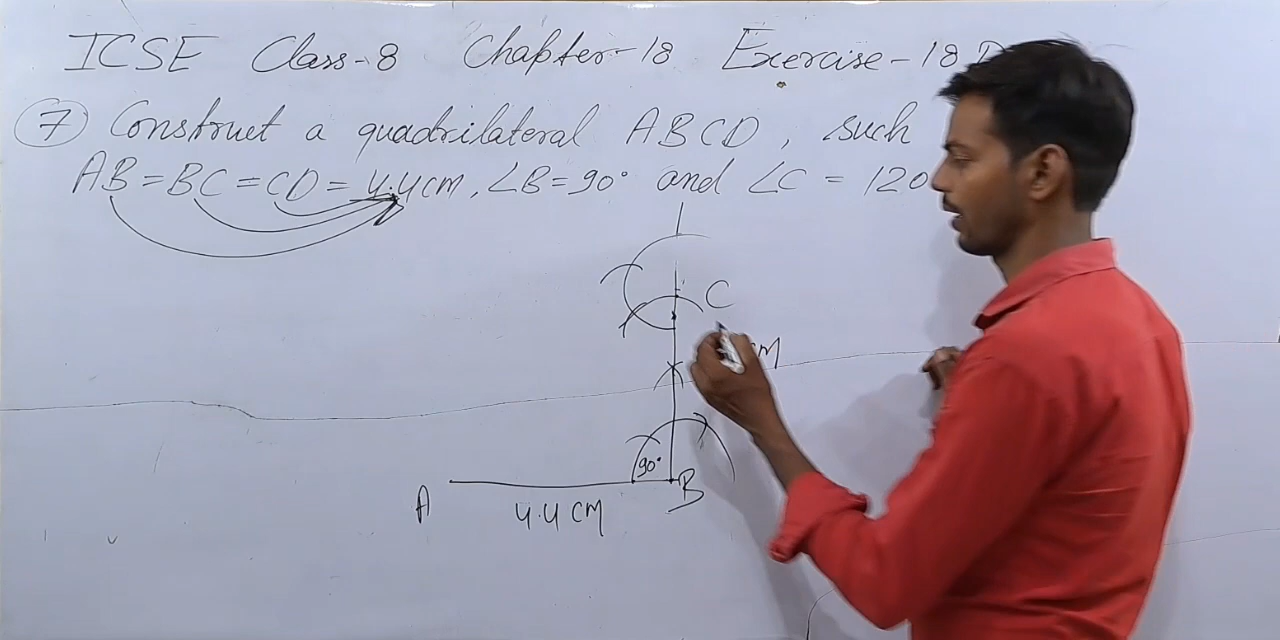 ICSE Class-8 Chapter-18 Exercise-18 D
7 Construct a quadrilateral ABCD, such
AB=BC=CD=4.4cm, ∠B=90° and ∠C = 120
C
cm
90°
A
B
4.4 cm